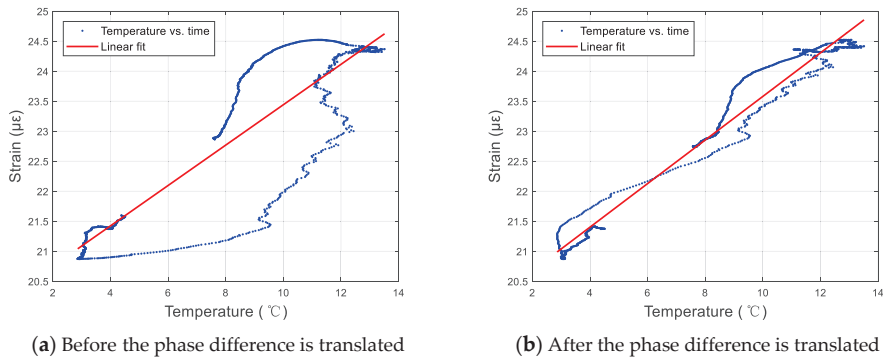 25
24.5
24
23.5
23
22.5
22
21.5
21
20.5
Strain (με)
Temperature vs. time
Linear fit
2 4 6 8 10 12 14
Temperature ( ℃)
(a) Before the phase difference is translated
25
24.5
24
23.5
23
22.5
22
21.5
21
20.5
Strain (με)
Temperature vs. time
Linear fit
2 4 6 8 10 12 14
Temperature ( ℃)
(b) After the phase difference is translated